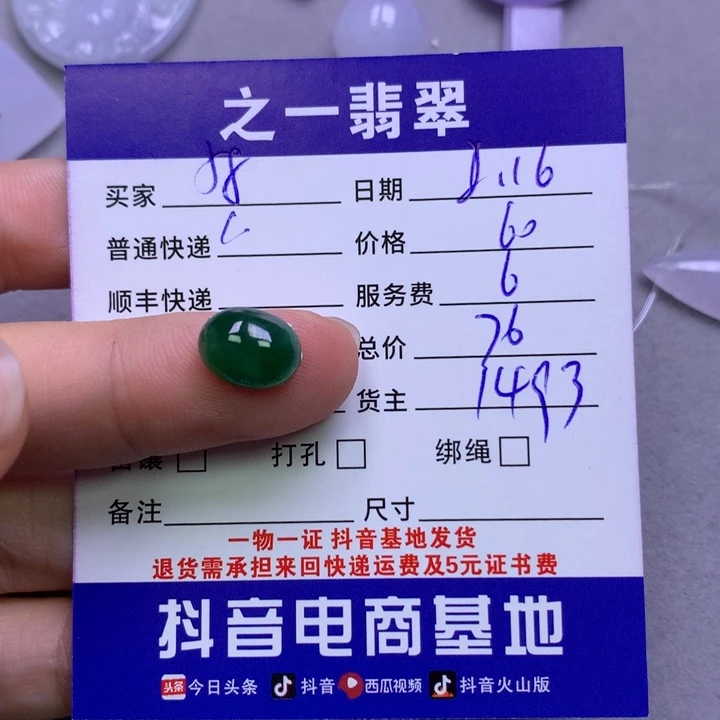 之一翡翠
买家 日期 1.16
普通快递 价格 60
顺丰快递 服务费 6
总价 76
货主 1493
打孔 绑绳
备注 尺寸
一物一证 抖音基地发货
退货需承担来回快递运费及5元证书费
抖音电商基地
头条 今日头条 抖音 西瓜视频 抖音火山版